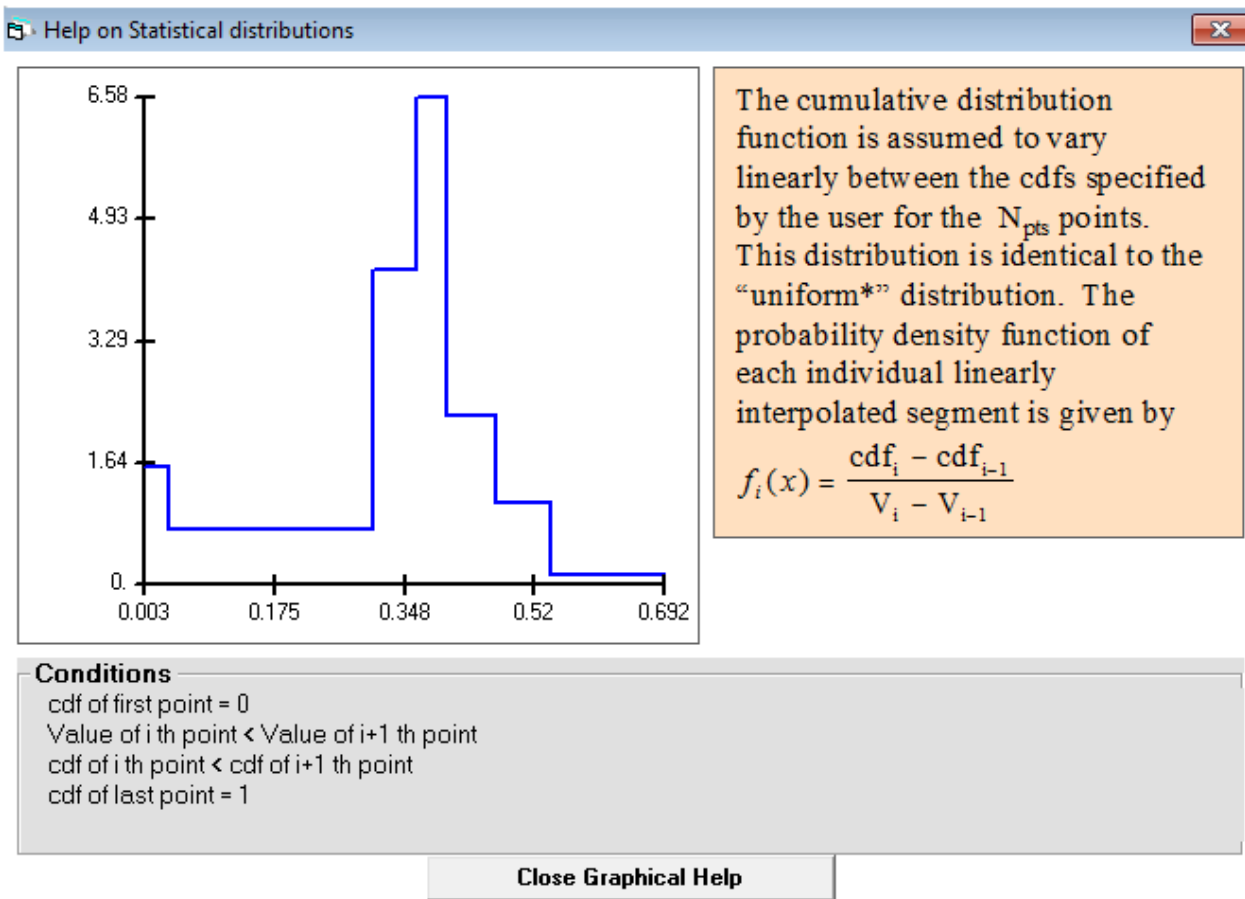 Help on Statistical distributions
6.58
4.93
3.29
1.64
0.
0.003 0.175 0.348 0.52 0.692
The cumulative distribution
function is assumed to vary
linearly between the cdfs specified
by the user for the N_pts points.
This distribution is identical to the
“uniform*” distribution. The
probability density function of
each individual linearly
interpolated segment is given by
f_i(x) = (cdf_i − cdf_{i−1}) / (V_i − V_{i−1})
Conditions
cdf of first point = 0
Value of i th point < Value of i+1 th point
cdf of i th point < cdf of i+1 th point
cdf of last point = 1
Close Graphical Help